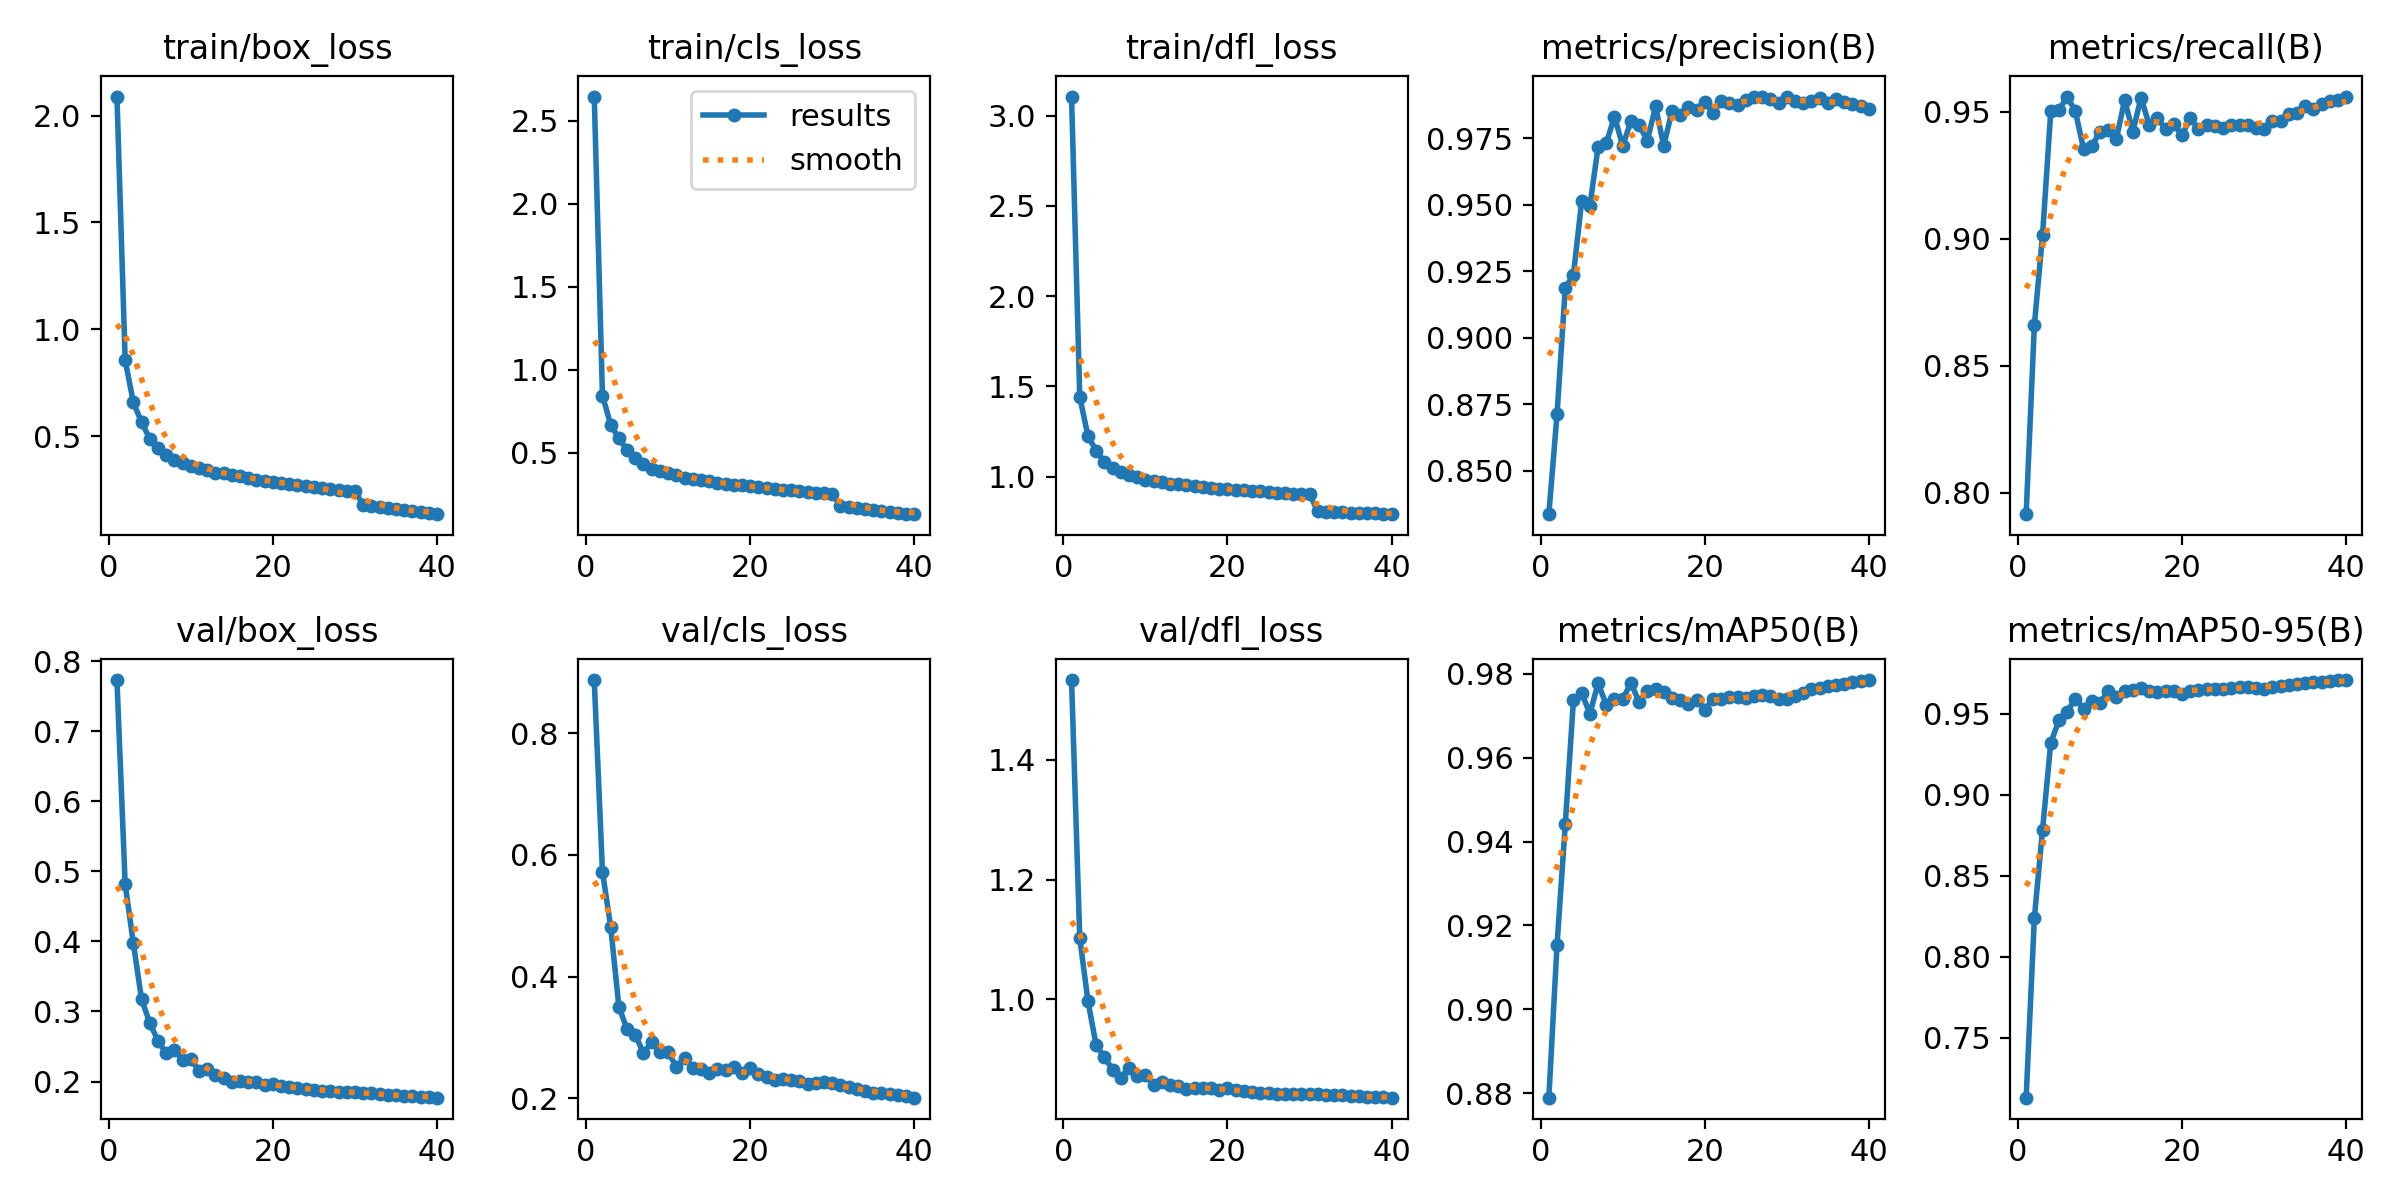 train/box_loss
2.0
1.5
1.0
0.5
0 20 40
train/cls_loss
results
smooth
2.5
2.0
1.5
1.0
0.5
0 20 40
train/dfl_loss
3.0
2.5
2.0
1.5
1.0
0 20 40
metrics/precision(B)
0.975
0.950
0.925
0.900
0.875
0.850
0 20 40
metrics/recall(B)
0.95
0.90
0.85
0.80
0 20 40
val/box_loss
0.8
0.7
0.6
0.5
0.4
0.3
0.2
0 20 40
val/cls_loss
0.8
0.6
0.4
0.2
0 20 40
val/dfl_loss
1.4
1.2
1.0
0 20 40
metrics/mAP50(B)
0.98
0.96
0.94
0.92
0.90
0.88
0 20 40
metrics/mAP50-95(B)
0.95
0.90
0.85
0.80
0.75
0 20 40